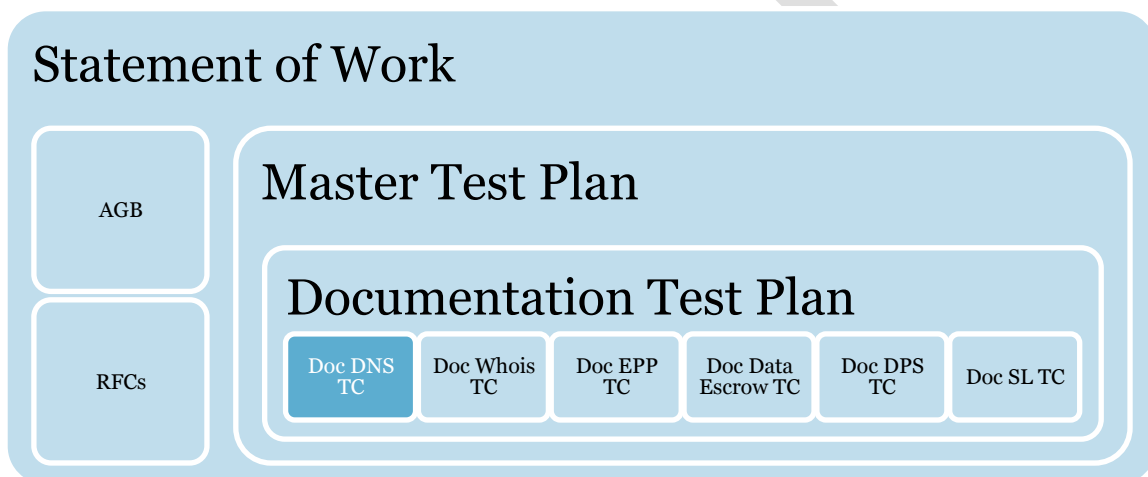 Statement of Work
AGB
RFCs
Master Test Plan
Documentation Test Plan
Doc DNS
TC
Doc Whois
TC
Doc EPP
TC
Doc Data
Escrow TC
Doc DPS
TC
Doc SL TC